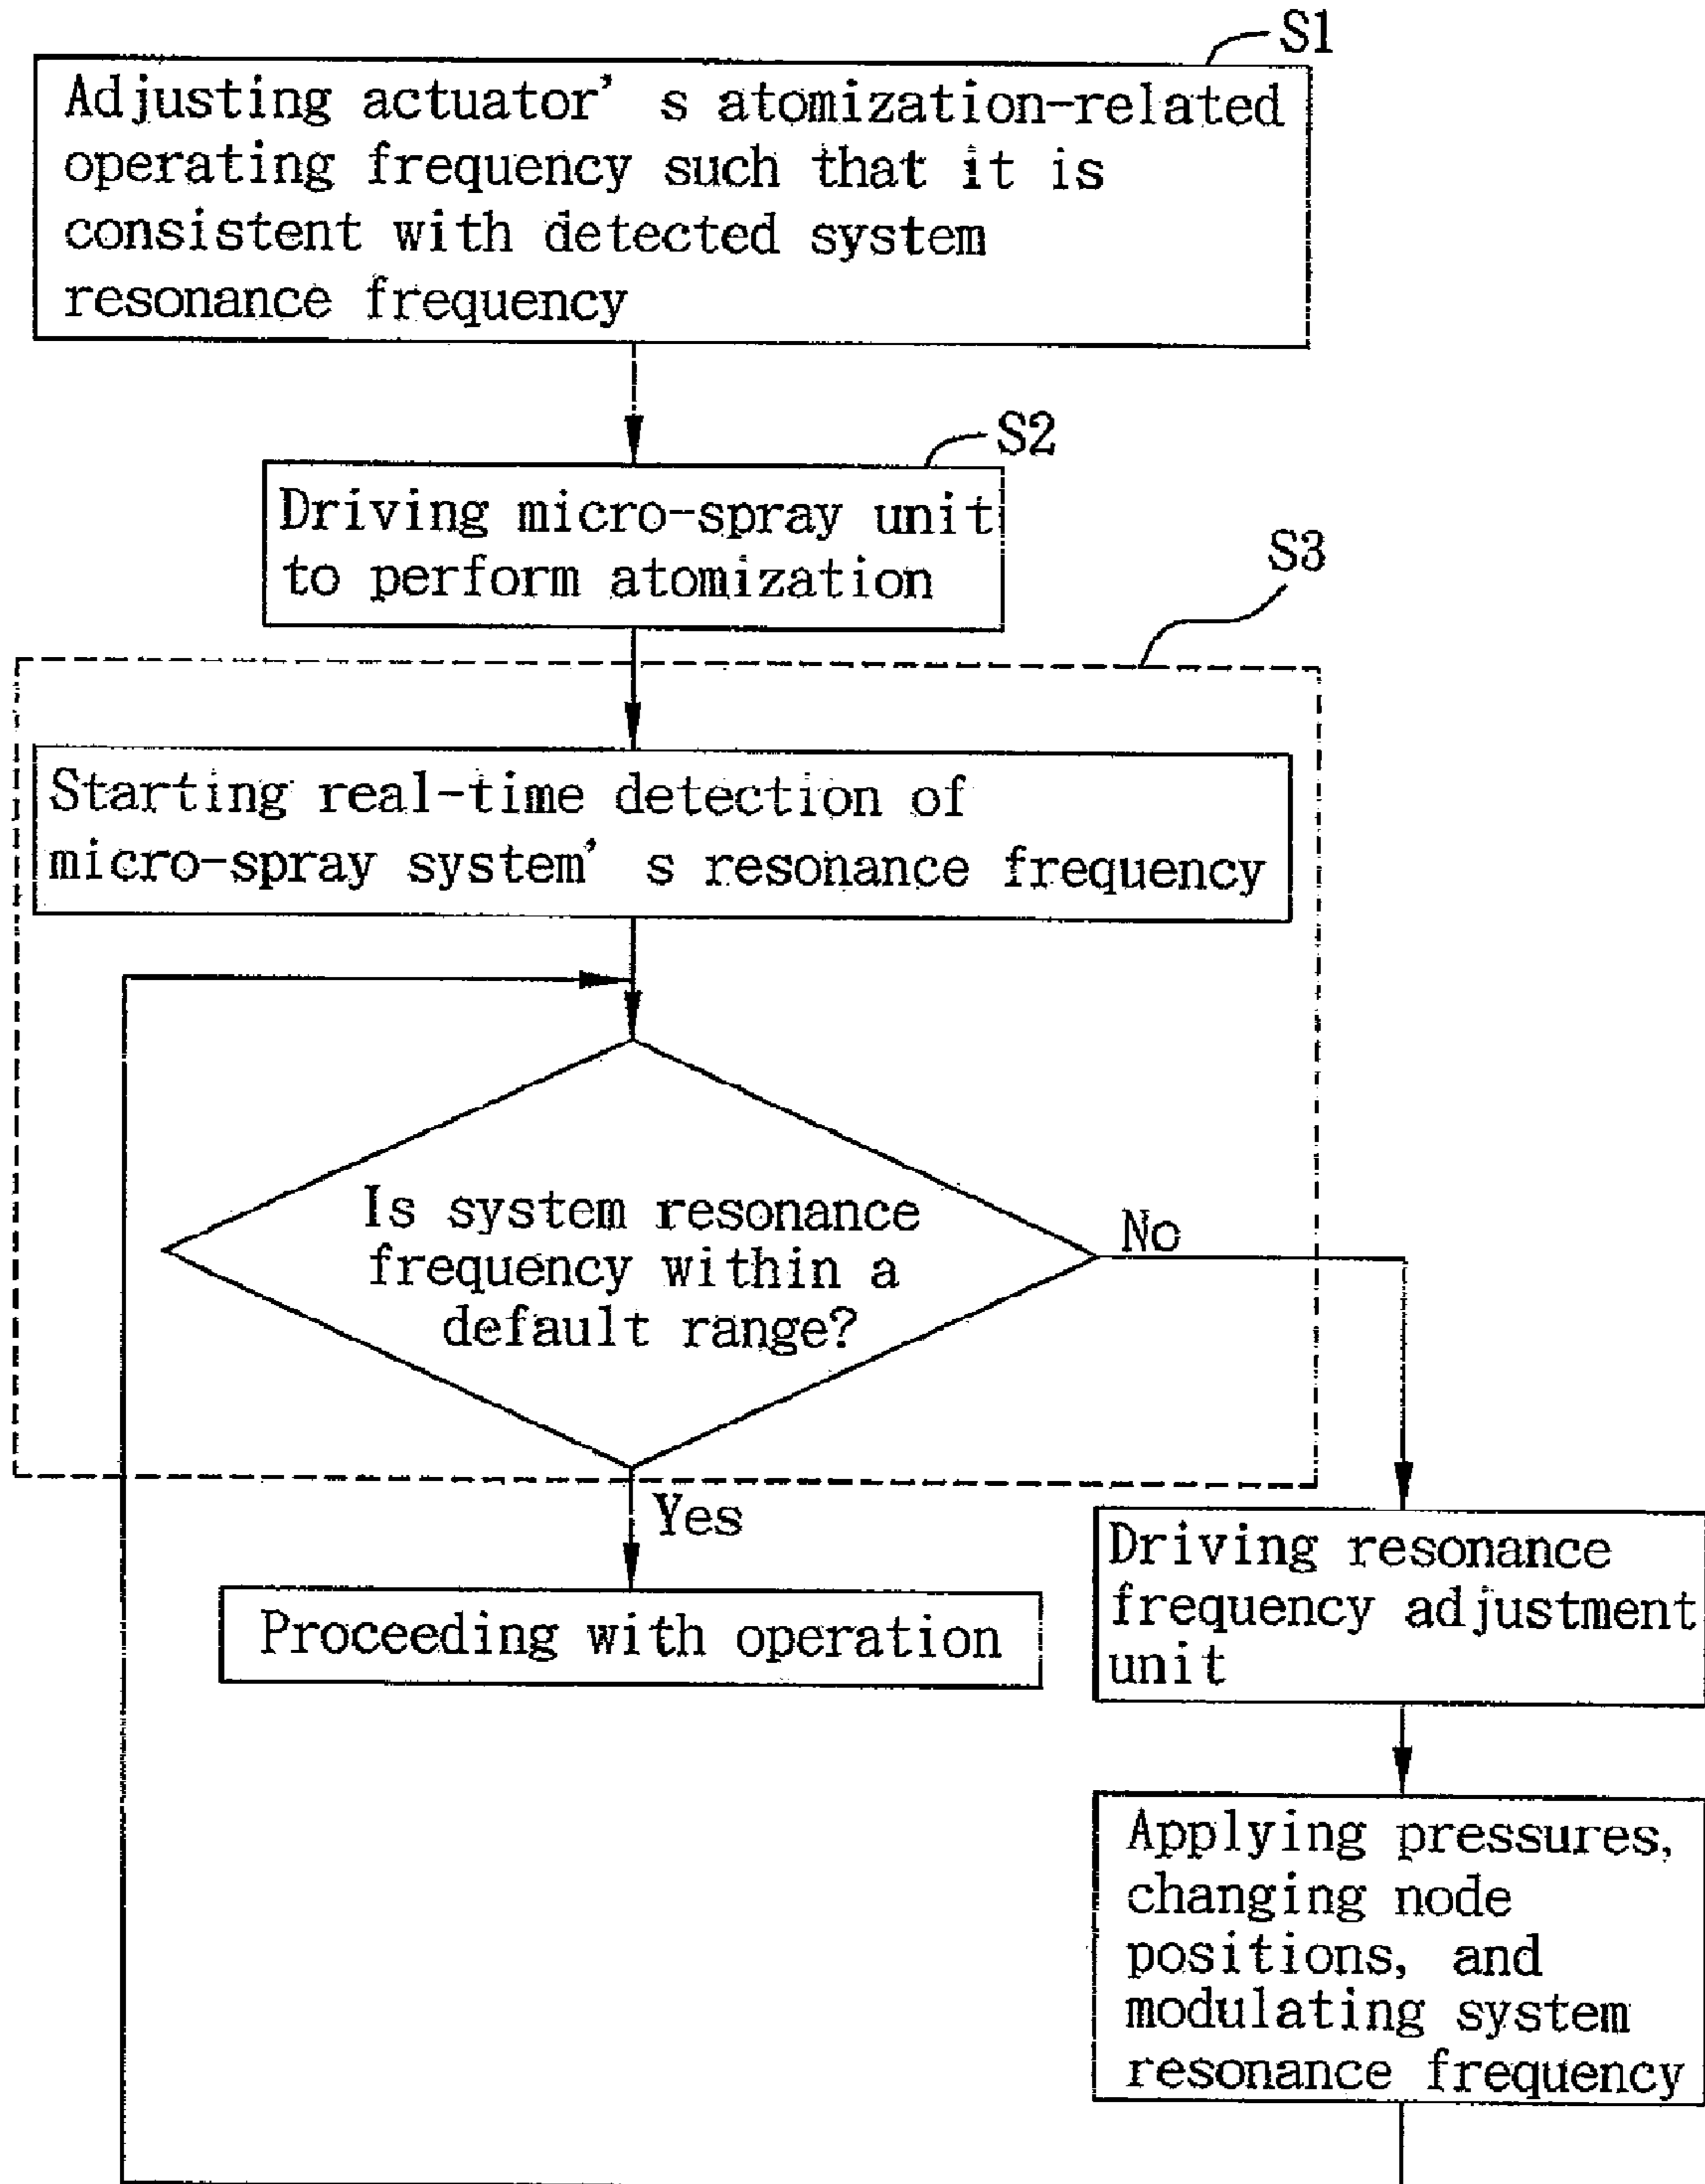 S1
Adjusting actuator's atomization-related
operating frequency such that it is
consistent with detected system
resonance frequency
S2
Driving micro-spray unit
to perform atomization
S3
Starting real-time detection of
micro-spray system's resonance frequency
Is system resonance
frequency within a
default range?
No
Yes
Proceeding with operation
Driving resonance
frequency adjustment
unit
Applying pressures,
changing node
positions, and
modulating system
resonance frequency